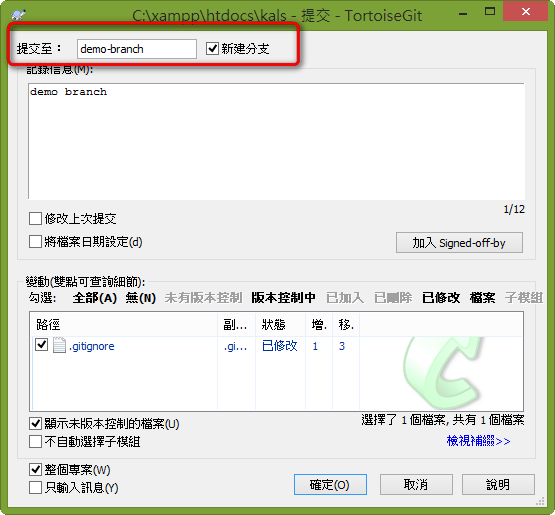 C:\xampp\htdocs\kals - 提交 - TortoiseGit
提交至： demo-branch 新建分支
記錄信息(M):
demo branch
1/12
修改上次提交
將檔案日期設定(d) 加入 Signed-off-by
變動(雙點可查詢細節):
勾選: 全部(A) 無(N) 未有版本控制 版本控制中 已加入 已刪除 已修改 檔案 子模組
路徑 副... 狀態 增. 移.
.gitignore .gi... 已修改 1 3
顯示未版本控制的檔案(U) 選擇了 1 個檔案, 共有 1 個檔案
不自動選擇子模組 檢視補綴>>
整個專案(W)
只輸入訊息(Y) 確定(O) 取消 說明